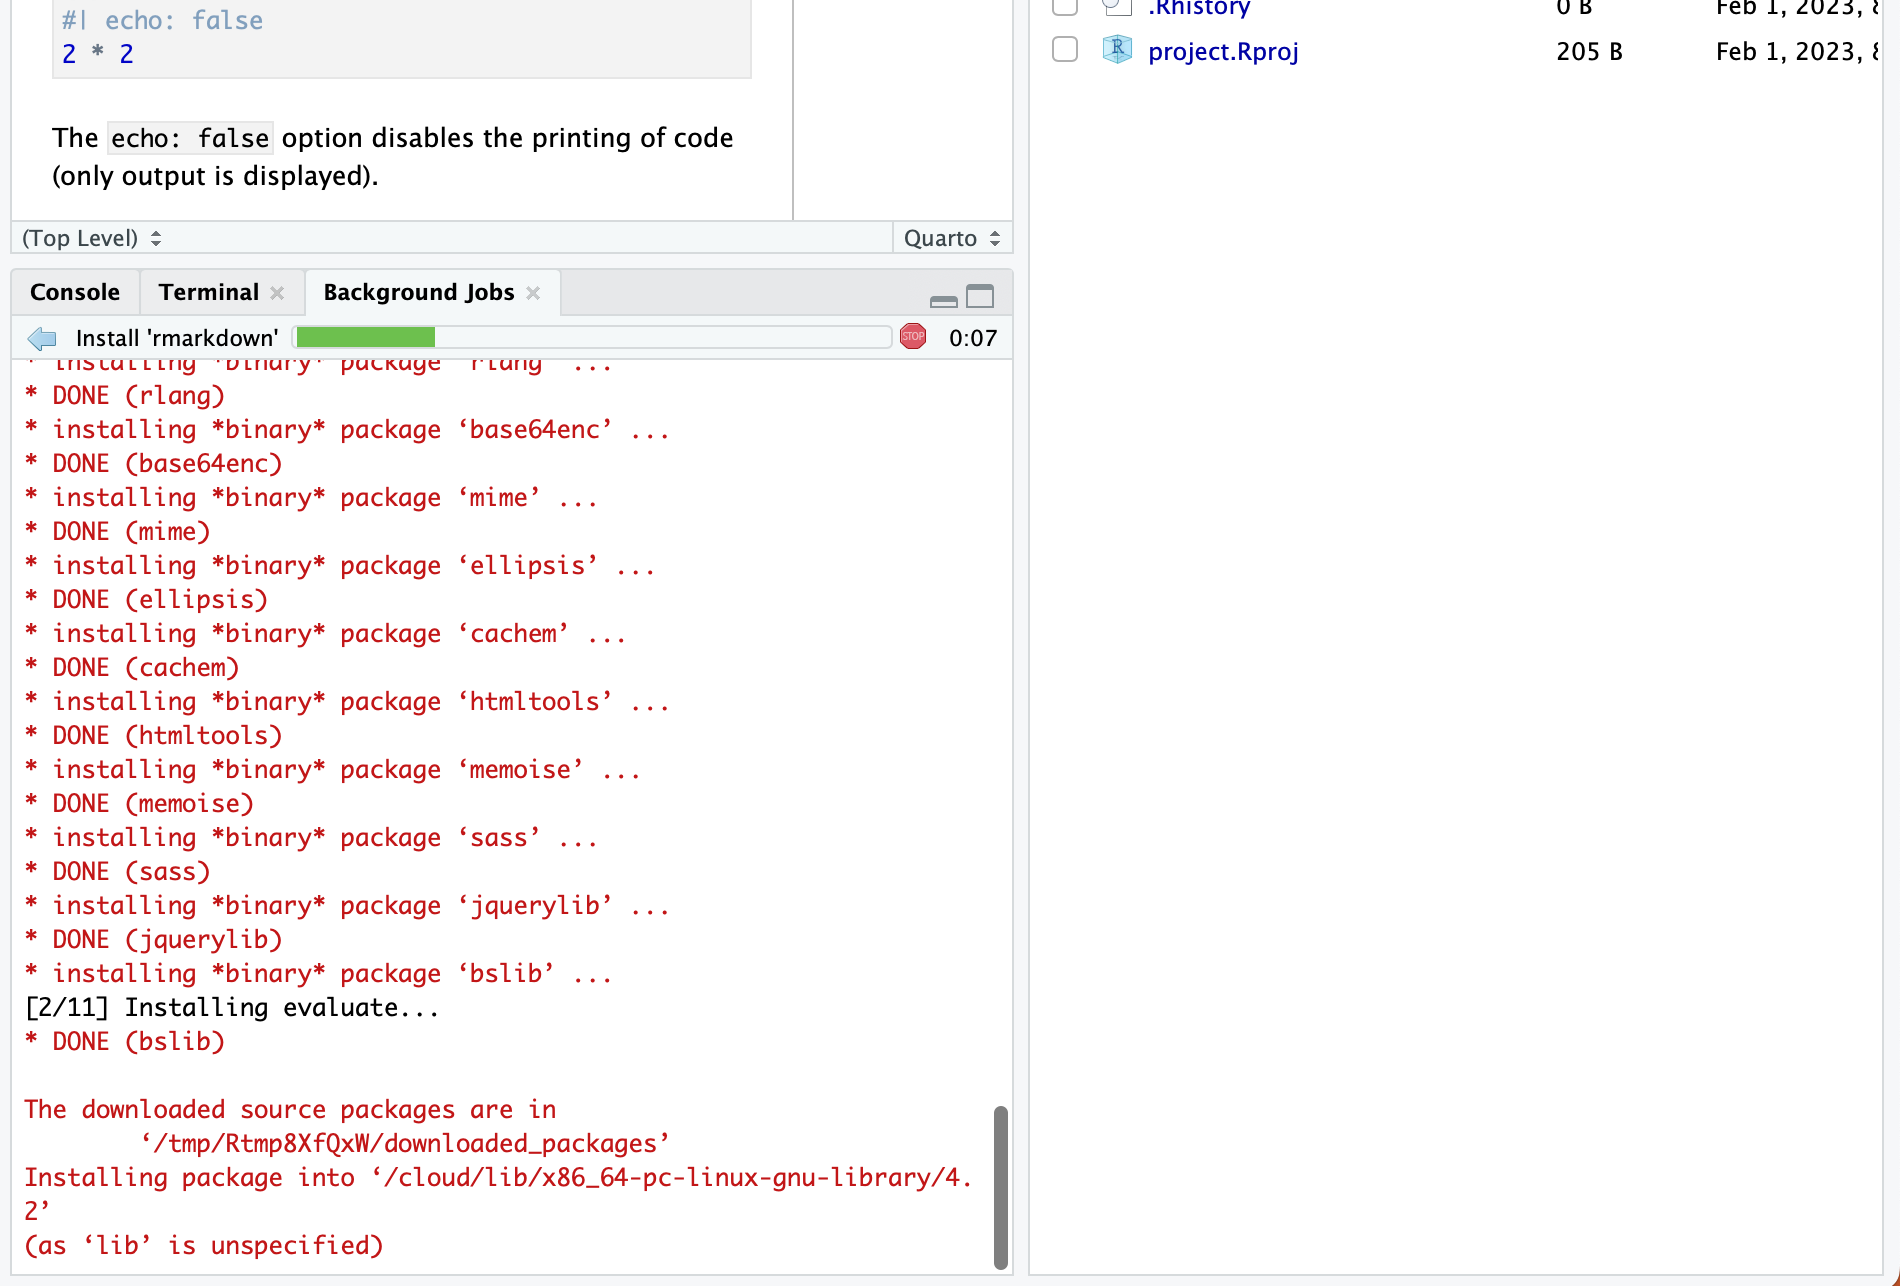 #| echo: false
2 * 2
The echo: false option disables the printing of code
(only output is displayed).
(Top Level)
Quarto
Console
Terminal
Background Jobs
Install 'rmarkdown'
STOP
0:07
* installing *binary* package ‘rlang’ ...
* DONE (rlang)
* installing *binary* package ‘base64enc’ ...
* DONE (base64enc)
* installing *binary* package ‘mime’ ...
* DONE (mime)
* installing *binary* package ‘ellipsis’ ...
* DONE (ellipsis)
* installing *binary* package ‘cachem’ ...
* DONE (cachem)
* installing *binary* package ‘htmltools’ ...
* DONE (htmltools)
* installing *binary* package ‘memoise’ ...
* DONE (memoise)
* installing *binary* package ‘sass’ ...
* DONE (sass)
* installing *binary* package ‘jquerylib’ ...
* DONE (jquerylib)
* installing *binary* package ‘bslib’ ...
[2/11] Installing evaluate...
* DONE (bslib)
The downloaded source packages are in
‘/tmp/Rtmp8XfQxW/downloaded_packages’
Installing package into ‘/cloud/lib/x86_64-pc-linux-gnu-library/4.
2’
(as ‘lib’ is unspecified)
.Rhistory 0 B Feb 1, 2023,
R project.Rproj 205 B Feb 1, 2023,